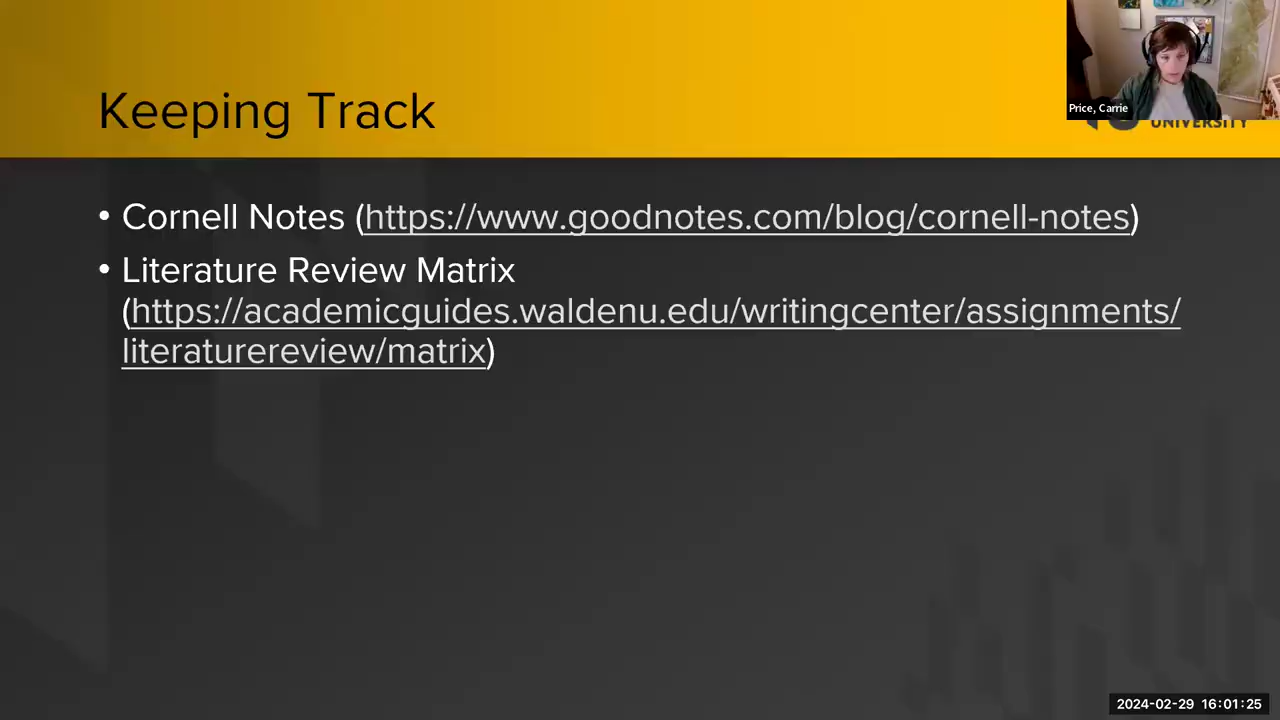 Price, Carrie
UNIVERSITY
Keeping Track
• Cornell Notes (https://www.goodnotes.com/blog/cornell-notes)
• Literature Review Matrix
(https://academicguides.waldenu.edu/writingcenter/assignments/
literaturereview/matrix)
2024-02-29 16:01:25